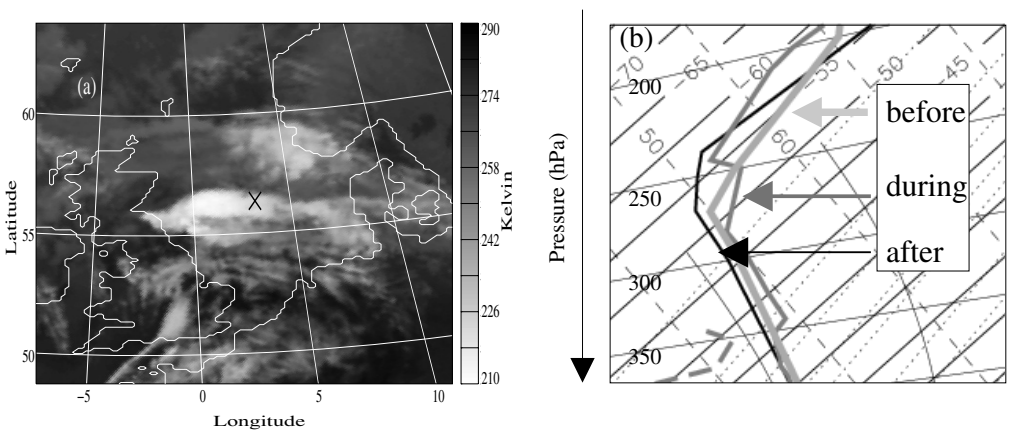 (a)
60
55
50
Latitude
−5
0
5
10
Longitude
290
274
258
242
226
210
Kelvin
(b)
Pressure (hPa)
70
65
60
55
50
45
200
50
60
250
300
350
before
during
after